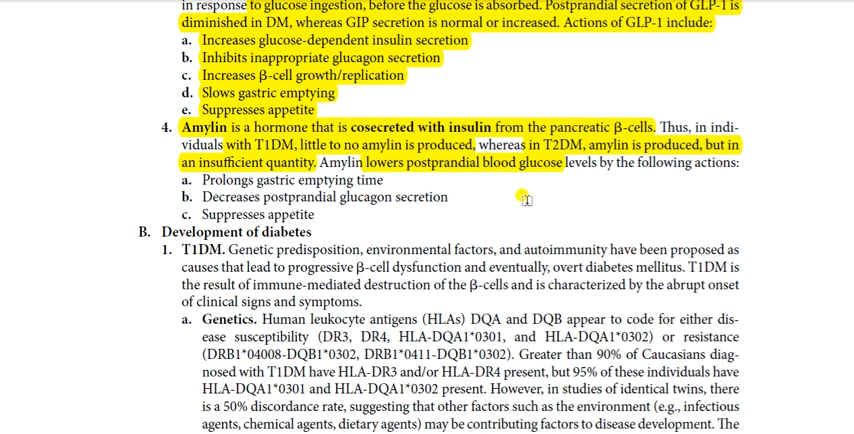 in response to glucose ingestion, before the glucose is absorbed. Postprandial secretion of GLP-1 is
diminished in DM, whereas GIP secretion is normal or increased. Actions of GLP-1 include:
a. Increases glucose-dependent insulin secretion
b. Inhibits inappropriate glucagon secretion
c. Increases β-cell growth/replication
d. Slows gastric emptying
e. Suppresses appetite
4. Amylin is a hormone that is cosecreted with insulin from the pancreatic β-cells. Thus, in indi-
viduals with T1DM, little to no amylin is produced, whereas in T2DM, amylin is produced, but in
an insufficient quantity. Amylin lowers postprandial blood glucose levels by the following actions:
a. Prolongs gastric emptying time
b. Decreases postprandial glucagon secretion
c. Suppresses appetite
B. Development of diabetes
1. T1DM. Genetic predisposition, environmental factors, and autoimmunity have been proposed as
causes that lead to progressive β-cell dysfunction and eventually, overt diabetes mellitus. T1DM is
the result of immune-mediated destruction of the β-cells and is characterized by the abrupt onset
of clinical signs and symptoms.
a. Genetics. Human leukocyte antigens (HLAs) DQA and DQB appear to code for either dis-
ease susceptibility (DR3, DR4, HLA-DQA1*0301, and HLA-DQA1*0302) or resistance
(DRB1*04008-DQB1*0302, DRB1*0411-DQB1*0302). Greater than 90% of Caucasians diag-
nosed with T1DM have HLA-DR3 and/or HLA-DR4 present, but 95% of these individuals have
HLA-DQA1*0301 and HLA-DQA1*0302 present. However, in studies of identical twins, there
is a 50% discordance rate, suggesting that other factors such as the environment (e.g., infectious
agents, chemical agents, dietary agents) may be contributing factors to disease development. The